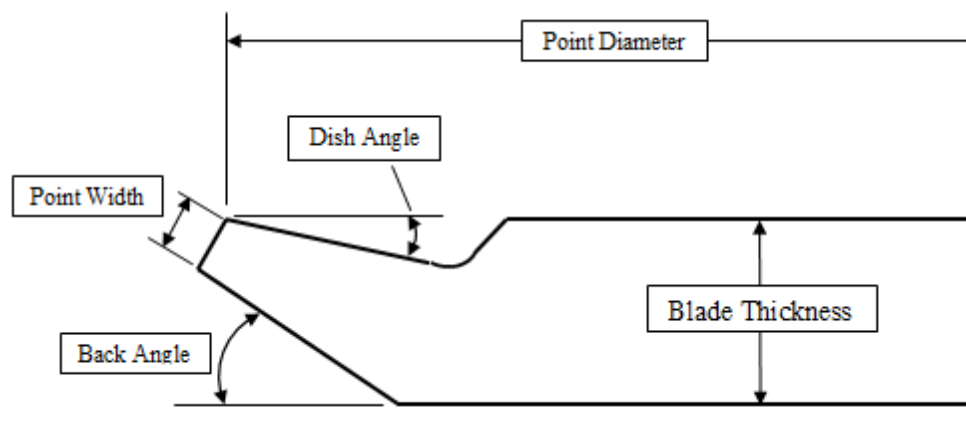 Point Diameter
Dish Angle
Point Width
Blade Thickness
Back Angle